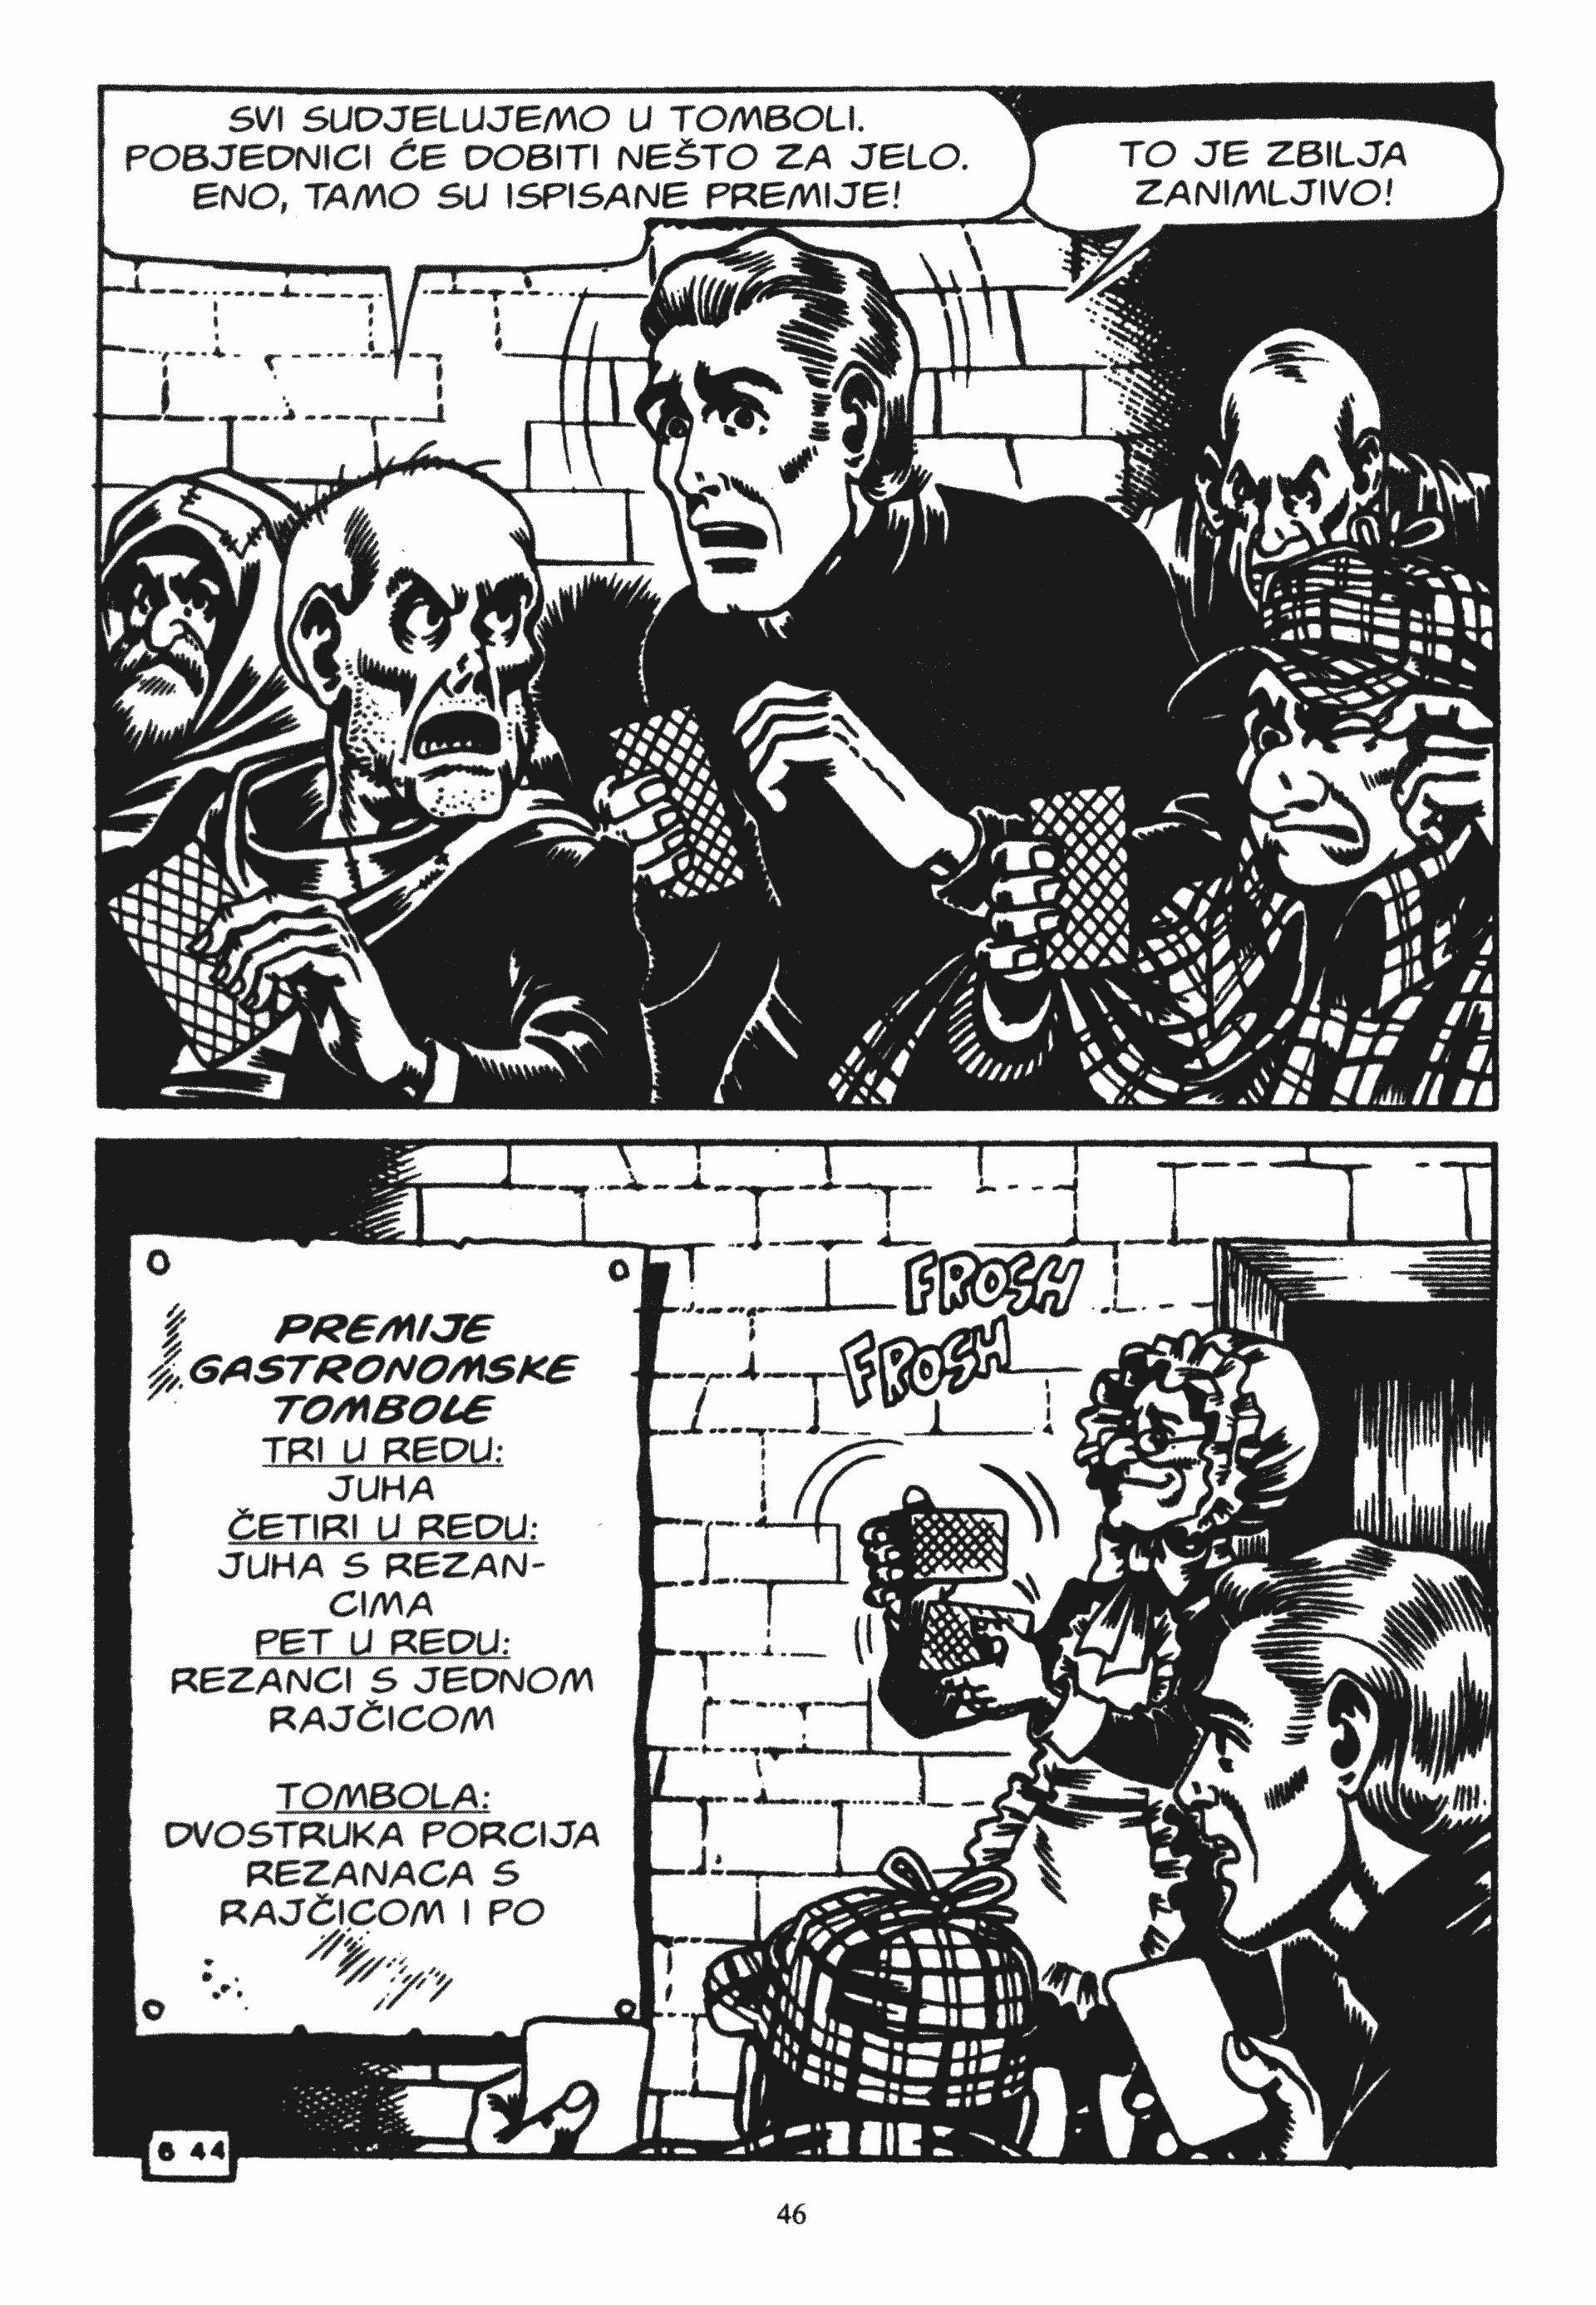 SVI SUDJELUJEMO U TOMBOLI.
POBJEDNICI ĆE DOBITI NEŠTO ZA JELO.
ENO, TAMO SU ISPISANE PREMIJE!
TO JE ZBILJA
ZANIMLJIVO!
PREMIJE
GASTRONOMSKE
TOMBOLE
TRI U REDU:
JUHA
ČETIRI U REDU:
JUHA S REZAN-
CIMA
PET U REDU:
REZANCI S JEDNOM
RAJČICOM
TOMBOLA:
DVOSTRUKA PORCIJA
REZANACA S
RAJČICOM I PO
FROSH
FROSH
6 44
46